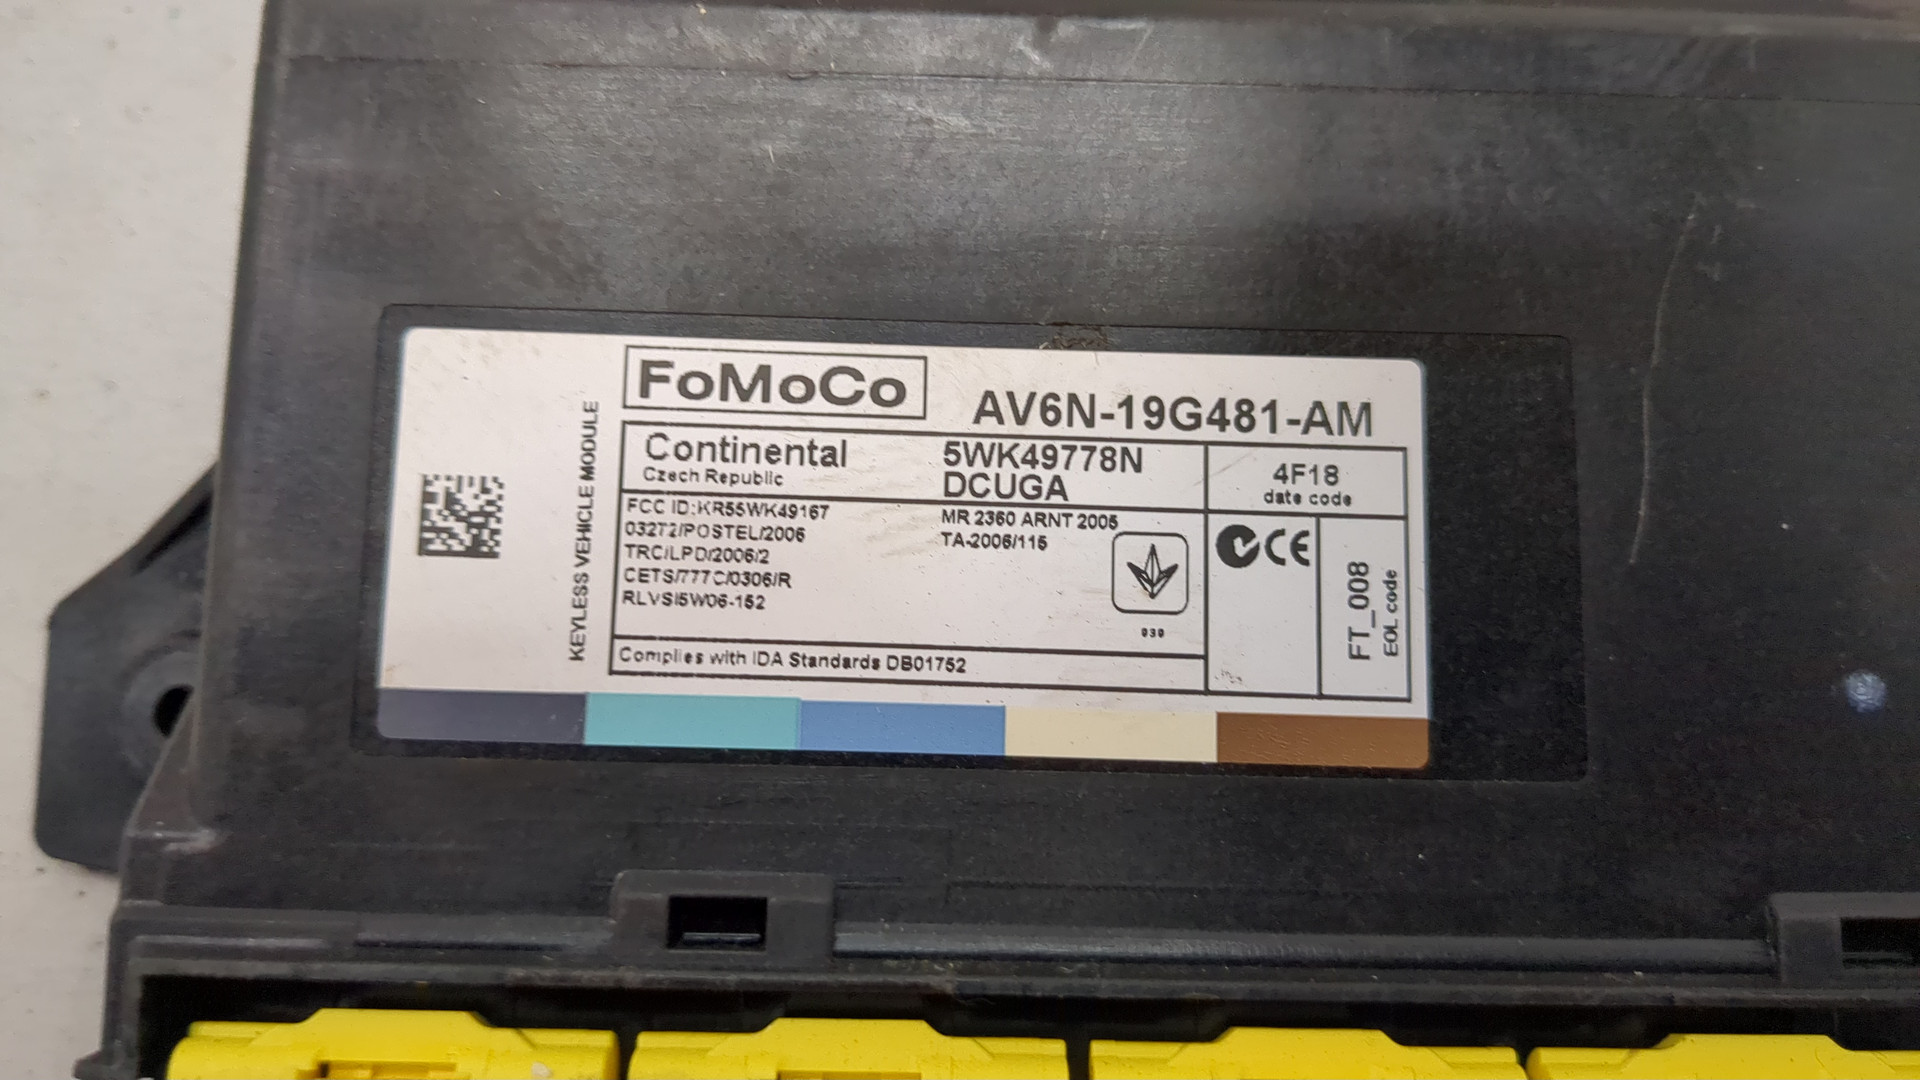 FoMoCo
AV6N-19G481-AM
KEYLESS VEHICLE MODULE
Continental
Czech Republic
5WK49778N
DCUGA
4F18
date code
FCC ID:KR55WK49167
03272/POSTEL/2006
TRC/LPD/2006/2
CETS/777C/0306/R
RLVSI5W06-152
MR 2360 ARNT 2005
TA-2006/115
030
CE
FT_008
EOL code
Complies with IDA Standards DB01752